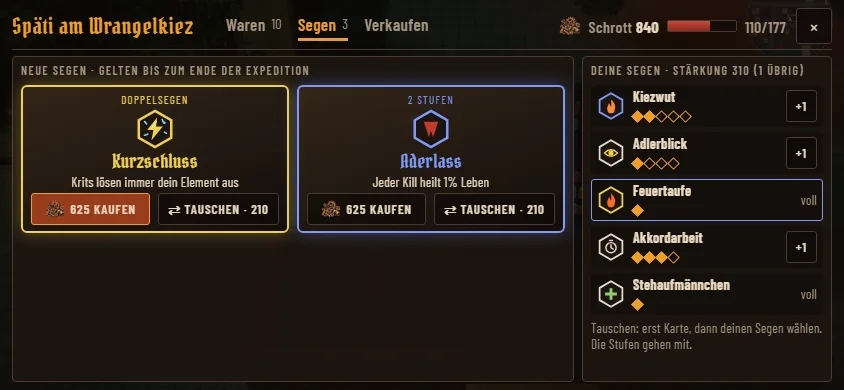 Späti am Wrangelkiez
Waren 10
Segen 3
Verkaufen
Schrott 840
110/177
×
NEUE SEGEN · GELTEN BIS ZUM ENDE DER EXPEDITION
DOPPELSEGEN
Kurzschluss
Krits lösen immer dein Element aus
625 KAUFEN
⇄ TAUSCHEN · 210
2 STUFEN
Aderlass
Jeder Kill heilt 1% Leben
625 KAUFEN
⇄ TAUSCHEN · 210
DEINE SEGEN · STÄRKUNG 310 (1 ÜBRIG)
Kiezwut
+1
Adlerblick
+1
Feuertaufe
voll
Akkordarbeit
+1
Stehaufmännchen
voll
Tauschen: erst Karte, dann deinen Segen wählen.
Die Stufen gehen mit.